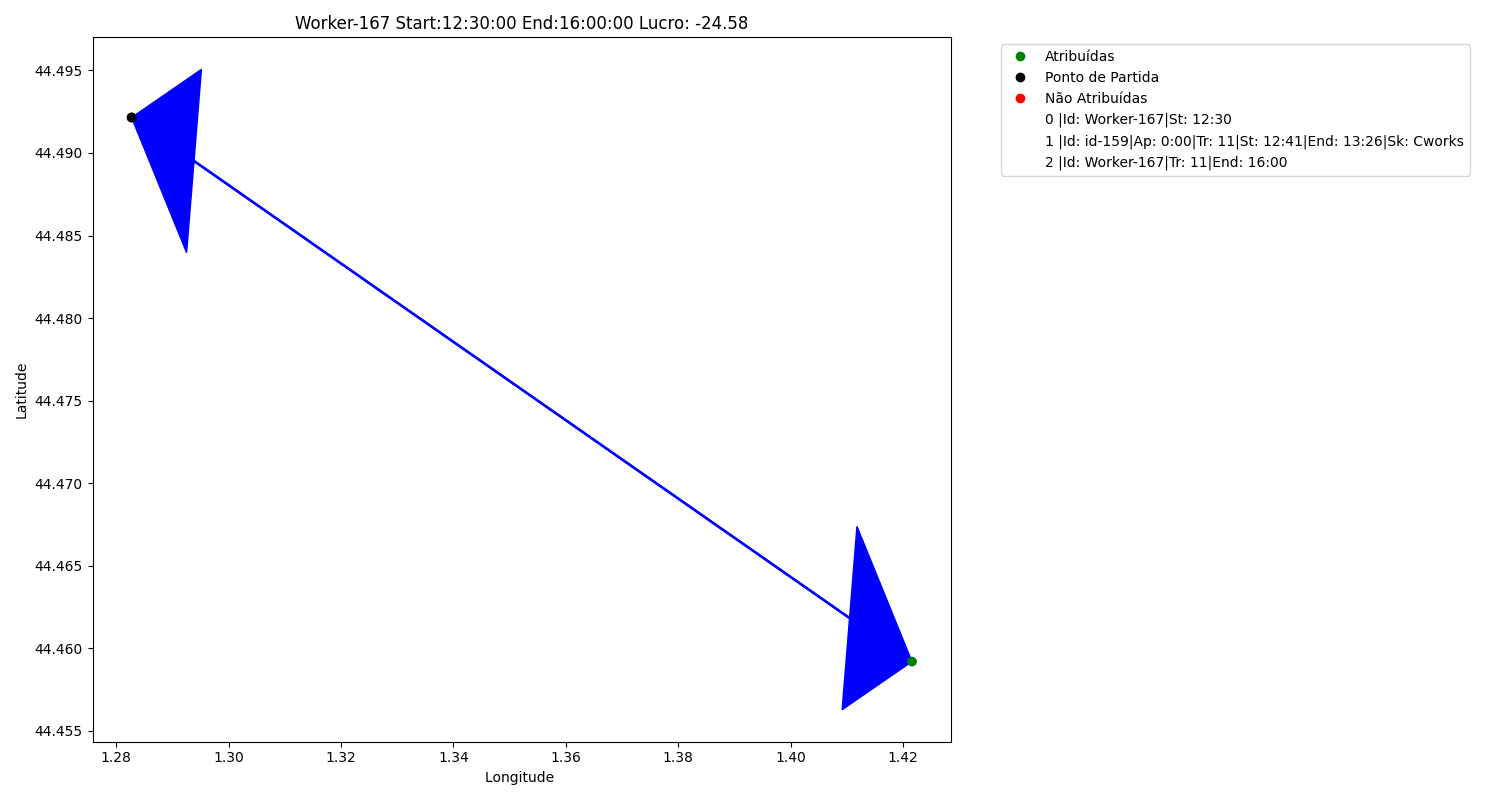 Worker-167 Start:12:30:00 End:16:00:00 Lucro: -24.58
44.495
44.490
44.485
44.480
44.475
44.470
44.465
44.460
44.455
Latitude
1.28
1.30
1.32
1.34
1.36
1.38
1.40
1.42
Longitude
Atribuídas
Ponto de Partida
Não Atribuídas
0 |Id: Worker-167|St: 12:30
1 |Id: id-159|Ap: 0:00|Tr: 11|St: 12:41|End: 13:26|Sk: Cworks
2 |Id: Worker-167|Tr: 11|End: 16:00